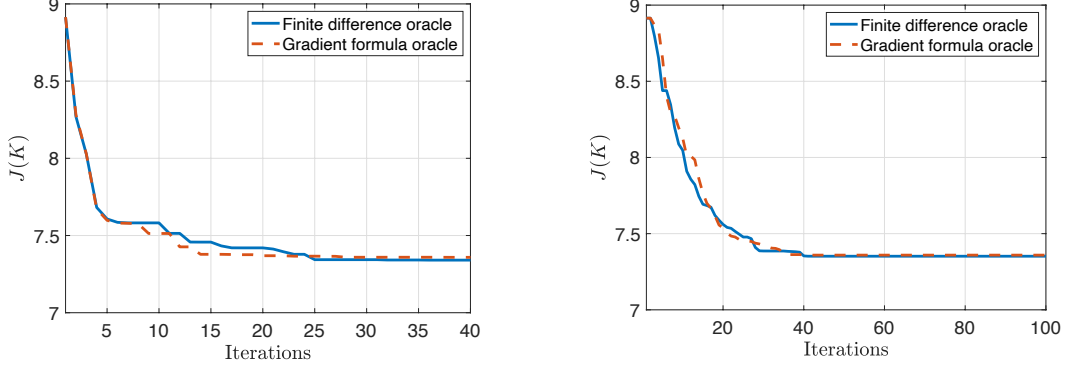 9
8.5
8
7.5
7
J(K)
5 10 15 20 25 30 35 40
Iterations
Finite difference oracle
Gradient formula oracle
9
8.5
8
7.5
7
J(K)
20 40 60 80 100
Iterations
Finite difference oracle
Gradient formula oracle